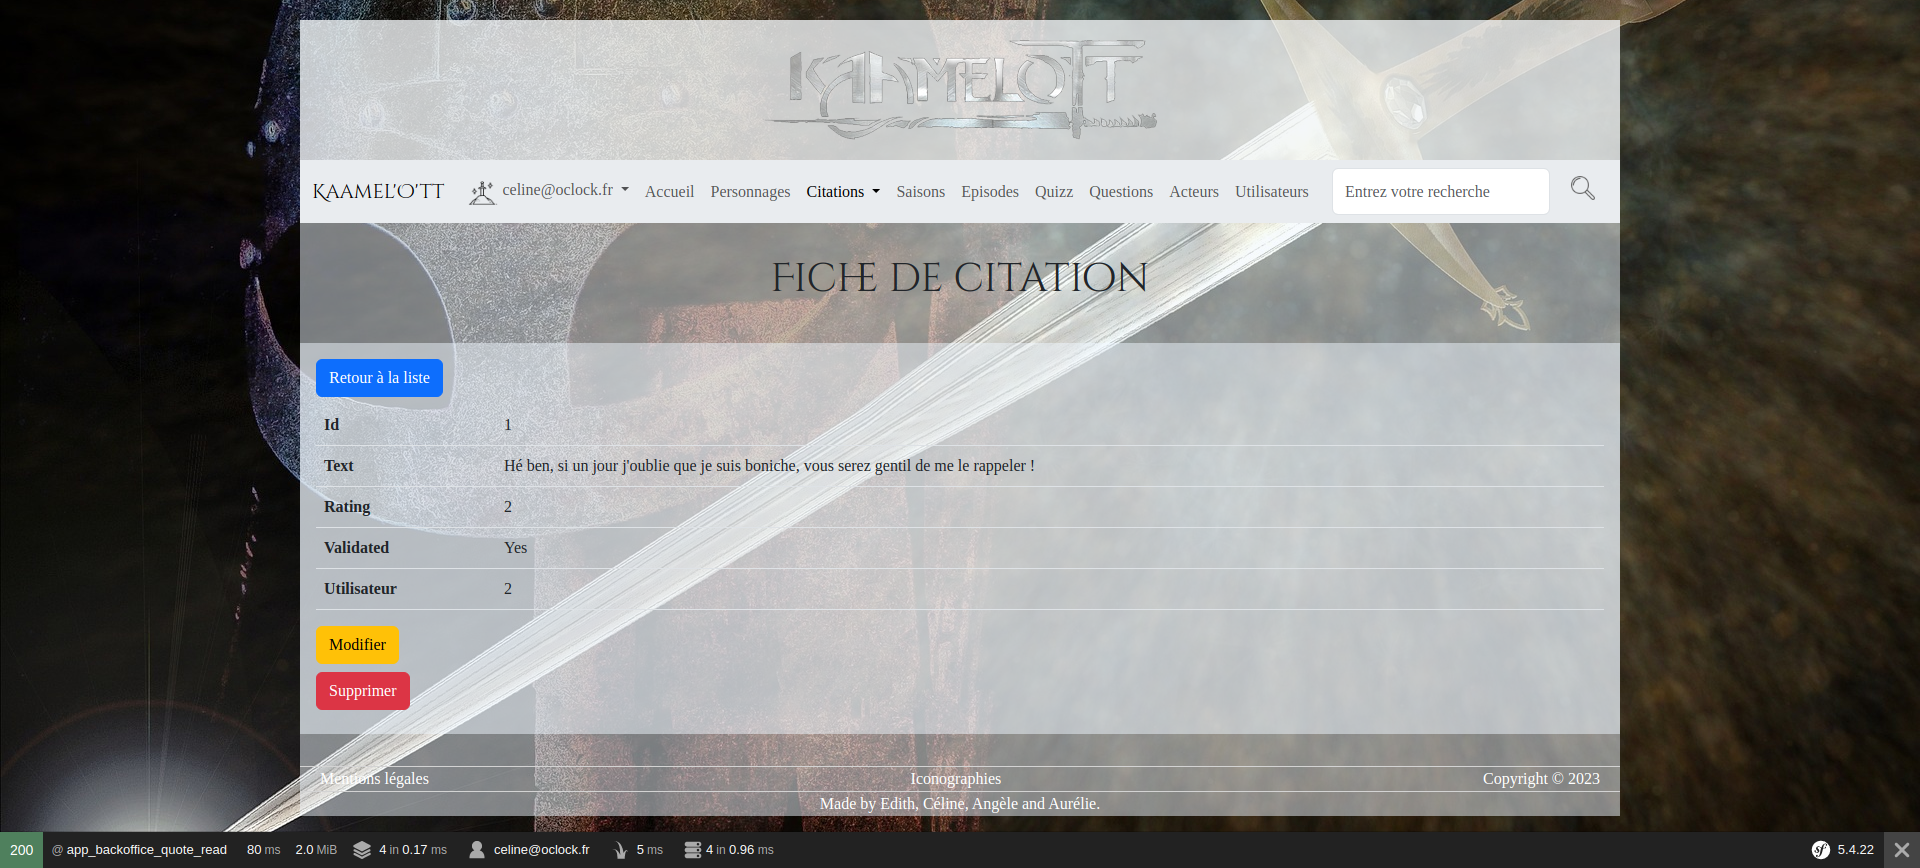 KAAMELOTT
KAAMEL'O'TT celine@oclock.fr Accueil Personnages Citations Saisons Episodes Quizz Questions Acteurs Utilisateurs Entrez votre recherche
FICHE DE CITATION
Retour à la liste
Id 1
Text Hé ben, si un jour j'oublie que je suis boniche, vous serez gentil de me le rappeler !
Rating 2
Validated Yes
Utilisateur 2
Modifier
Supprimer
Mentions légales Iconographies Copyright © 2023
Made by Edith, Céline, Angèle and Aurélie.
200 @ app_backoffice_quote_read 80 ms 2.0 MiB 4 in 0.17 ms celine@oclock.fr 5 ms 4 in 0.96 ms sf 5.4.22